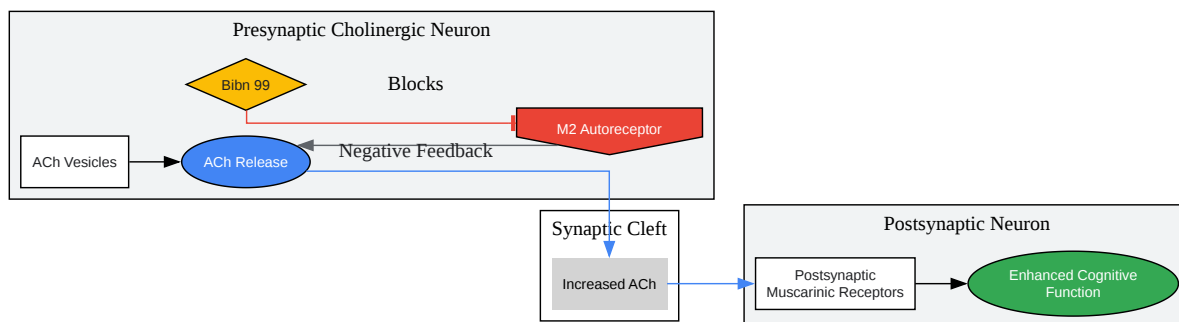 Presynaptic Cholinergic Neuron
Bibn 99
Blocks
M2 Autoreceptor
Negative Feedback
ACh Vesicles
ACh Release
Synaptic Cleft
Increased ACh
Postsynaptic Neuron
Postsynaptic
Muscarinic Receptors
Enhanced Cognitive
Function